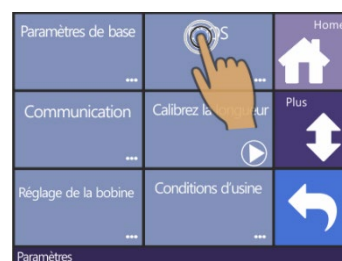 Paramètres de base
Home
Communication
Calibrez la
Plus
Réglage de la bobine
Conditions d'usine
Paramètres